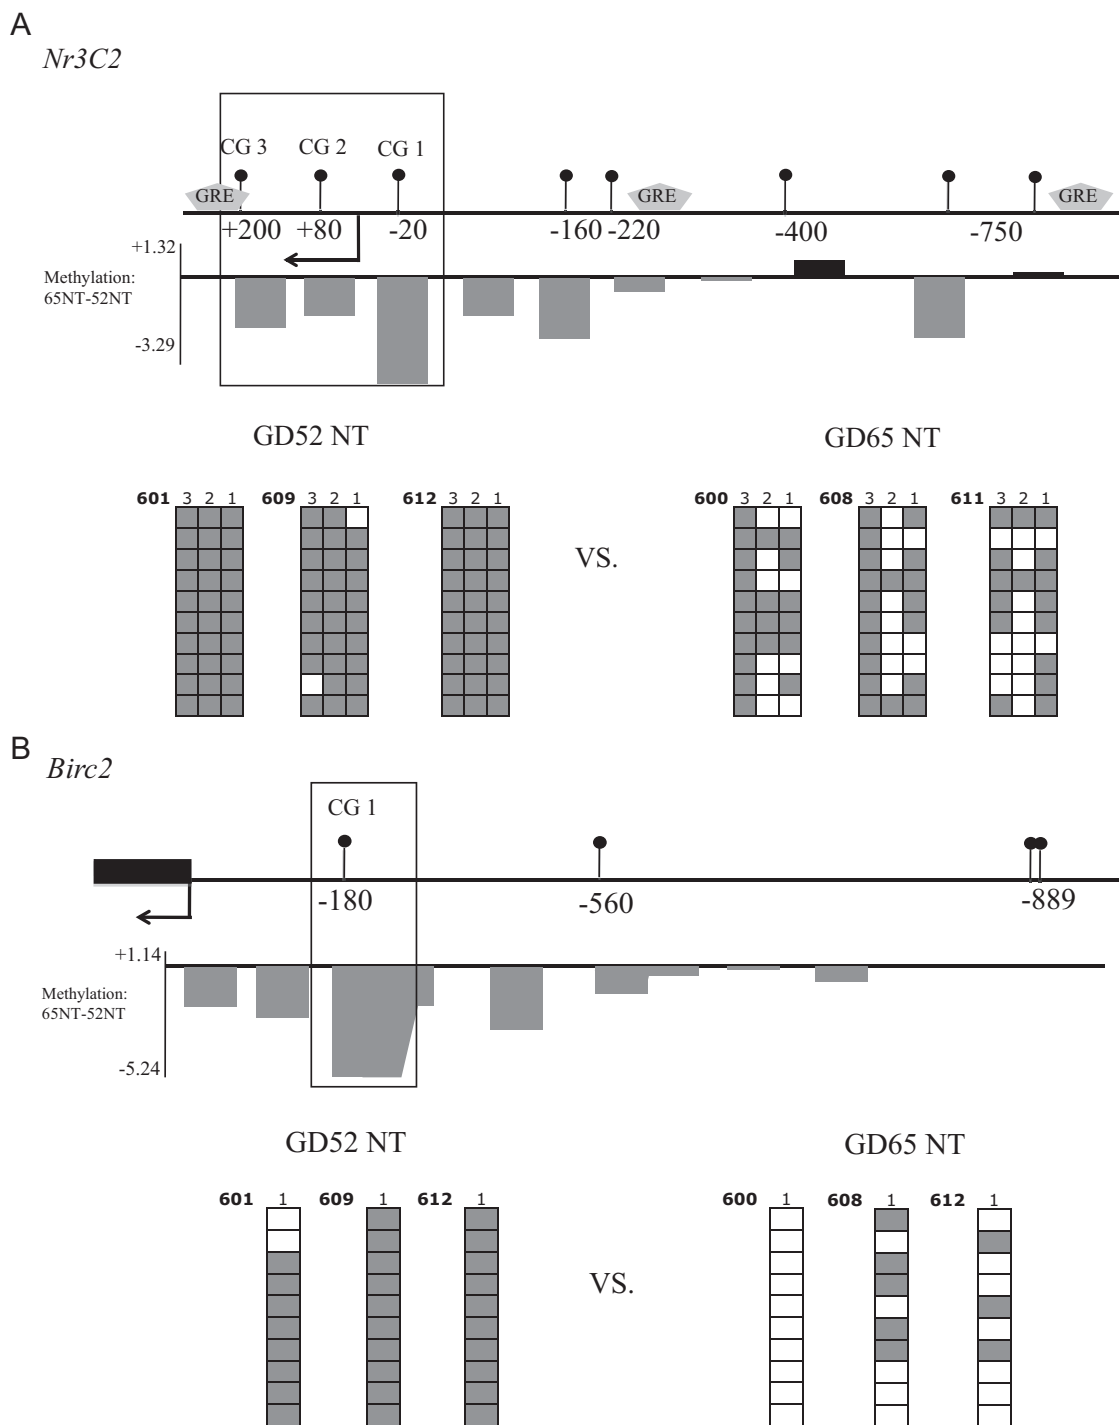 A
Nr3C2
CG 3 CG 2 CG 1
GRE GRE GRE
+200 +80 -20 -160 -220 -400 -750
+1.32
Methylation:
65NT-52NT
-3.29
GD52 NT GD65 NT
601 3 2 1 609 3 2 1 612 3 2 1 600 3 2 1 608 3 2 1 611 3 2 1
VS.
B
Birc2
CG 1
-180 -560 -889
+1.14
Methylation:
65NT-52NT
-5.24
GD52 NT GD65 NT
601 1 609 1 612 1 600 1 608 1 612 1
VS.